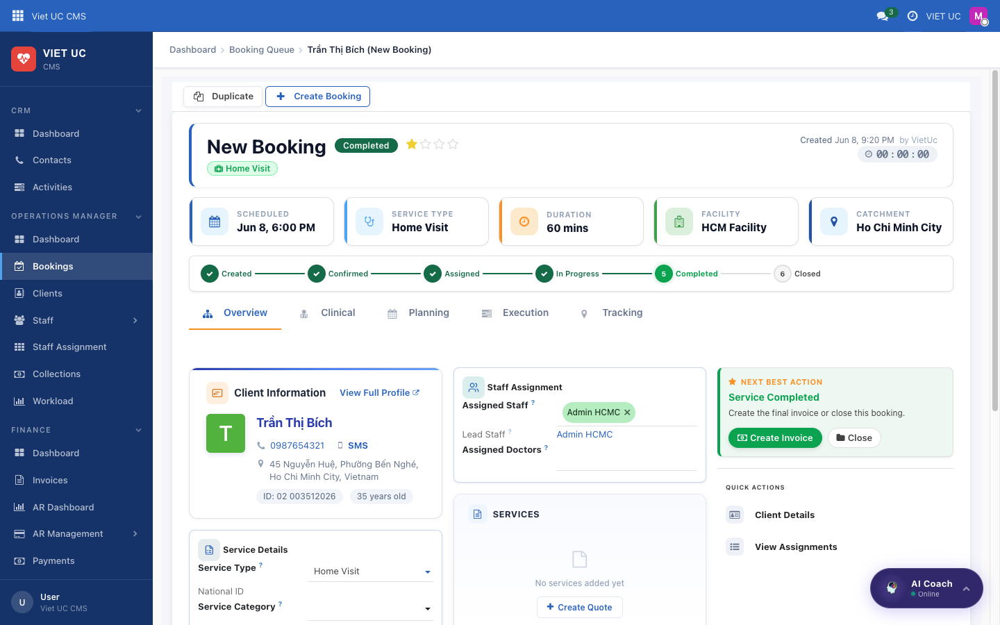 Viet UC CMS
3
VIET UC
M
VIET UC
CMS
Dashboard
Booking Queue
Trần Thị Bích (New Booking)
CRM
Dashboard
Contacts
Activities
OPERATIONS MANAGER
Dashboard
Bookings
Clients
Staff
Staff Assignment
Collections
Workload
FINANCE
Dashboard
Invoices
AR Dashboard
AR Management
Payments
U
User
Viet UC CMS
Duplicate
Create Booking
New Booking
Completed
Home Visit
Created Jun 8, 9:20 PM by VietUc
00 : 00 : 00
SCHEDULED
Jun 8, 6:00 PM
SERVICE TYPE
Home Visit
DURATION
60 mins
FACILITY
HCM Facility
CATCHMENT
Ho Chi Minh City
Created
Confirmed
Assigned
In Progress
5 Completed
6 Closed
Overview
Clinical
Planning
Execution
Tracking
Client Information
View Full Profile
T
Trần Thị Bích
0987654321
SMS
45 Nguyễn Huệ, Phường Bến Nghé,
Ho Chi Minh City, Vietnam
ID: 02 003512026
35 years old
Service Details
Service Type ?
Home Visit
National ID
Service Category ?
Staff Assignment
Assigned Staff ?
Admin HCMC
Lead Staff ?
Admin HCMC
Assigned Doctors ?
SERVICES
No services added yet
Create Quote
NEXT BEST ACTION
Service Completed
Create the final invoice or close this booking.
Create Invoice
Close
QUICK ACTIONS
Client Details
View Assignments
AI Coach
Online